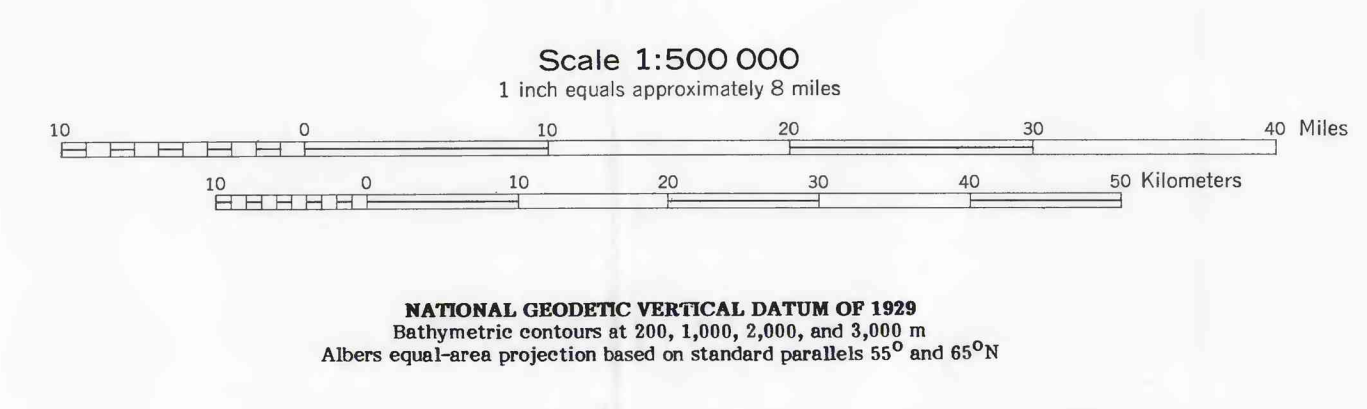 Scale 1:500 000
1 inch equals approximately 8 miles
10 0 10 20 30 40 Miles
10 0 10 20 30 40 50 Kilometers
NATIONAL GEODETIC VERTICAL DATUM OF 1929
Bathymetric contours at 200, 1,000, 2,000, and 3,000 m
Albers equal-area projection based on standard parallels 55° and 65°N